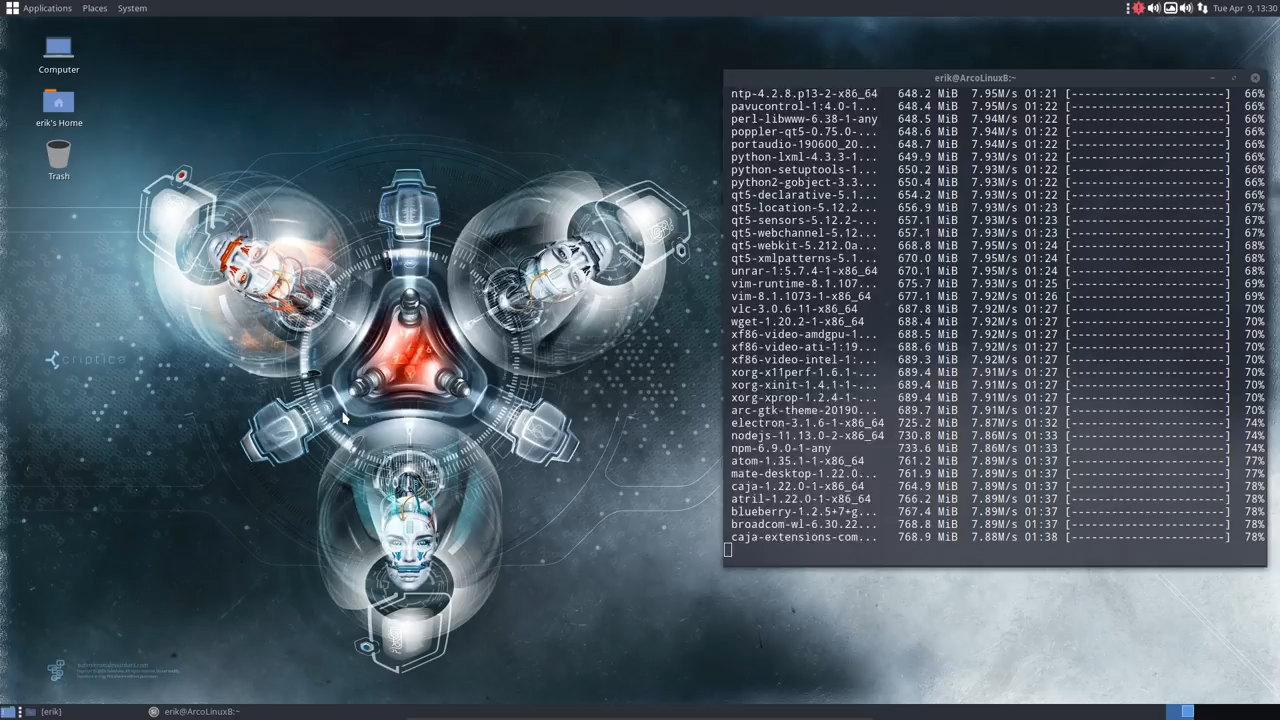 Applications Places System
Tue Apr 9, 13:30
Computer
erik's Home
Trash
criptics
erik@ArcoLinuxB:~
ntp-4.2.8.p13-2-x86_64 648.2 MiB 7.95M/s 01:21 [-----------------------] 66%
pavucontrol-1:4.0-1... 648.4 MiB 7.95M/s 01:22 [-----------------------] 66%
perl-libwww-6.38-1-any 648.5 MiB 7.94M/s 01:22 [-----------------------] 66%
poppler-qt5-0.75.0-... 648.6 MiB 7.94M/s 01:22 [-----------------------] 66%
portaudio-190600_20... 648.7 MiB 7.94M/s 01:22 [-----------------------] 66%
python-lxml-4.3.3-1... 649.9 MiB 7.93M/s 01:22 [-----------------------] 66%
python-setuptools-1... 650.2 MiB 7.93M/s 01:22 [-----------------------] 66%
python2-gobject-3.3... 650.4 MiB 7.93M/s 01:22 [-----------------------] 66%
qt5-declarative-5.1... 654.2 MiB 7.93M/s 01:22 [-----------------------] 66%
qt5-location-5.12.2... 656.9 MiB 7.93M/s 01:23 [-----------------------] 67%
qt5-sensors-5.12.2-... 657.1 MiB 7.93M/s 01:23 [-----------------------] 67%
qt5-webchannel-5.12... 657.1 MiB 7.93M/s 01:23 [-----------------------] 67%
qt5-webkit-5.212.0a... 668.8 MiB 7.93M/s 01:24 [-----------------------] 68%
qt5-xmlpatterns-5.1... 670.0 MiB 7.93M/s 01:24 [-----------------------] 68%
unrar-1:5.7.4-1-x86_64 670.1 MiB 7.93M/s 01:24 [-----------------------] 68%
vim-runtime-8.1.107... 675.7 MiB 7.93M/s 01:25 [-----------------------] 69%
vim-8.1.1073-1-x86_64 677.1 MiB 7.92M/s 01:26 [-----------------------] 69%
vlc-3.0.6-11-x86_64 687.8 MiB 7.92M/s 01:27 [-----------------------] 70%
wget-1.20.2-1-x86_64 688.4 MiB 7.92M/s 01:27 [-----------------------] 70%
xf86-video-amdgpu-1... 688.5 MiB 7.92M/s 01:27 [-----------------------] 70%
xf86-video-ati-1:19... 688.6 MiB 7.92M/s 01:27 [-----------------------] 70%
xf86-video-intel-1:... 689.3 MiB 7.92M/s 01:27 [-----------------------] 70%
xorg-x11perf-1.6.1-... 689.4 MiB 7.91M/s 01:27 [-----------------------] 70%
xorg-xinit-1.4.1-1-... 689.4 MiB 7.91M/s 01:27 [-----------------------] 70%
xorg-xprop-1.2.4-1-... 689.4 MiB 7.91M/s 01:27 [-----------------------] 70%
arc-gtk-theme-20190... 689.7 MiB 7.91M/s 01:27 [-----------------------] 70%
electron-3.1.6-1-x86_64 725.2 MiB 7.87M/s 01:32 [-----------------------] 74%
nodejs-11.13.0-2-x86_64 730.8 MiB 7.86M/s 01:33 [-----------------------] 74%
npm-6.9.0-1-any 733.6 MiB 7.86M/s 01:33 [-----------------------] 74%
atom-1.35.1-1-x86_64 761.2 MiB 7.89M/s 01:37 [-----------------------] 77%
mate-desktop-1.22.0... 761.9 MiB 7.89M/s 01:37 [-----------------------] 77%
caja-1.22.0-1-x86_64 764.9 MiB 7.89M/s 01:37 [-----------------------] 78%
atril-1.22.0-1-x86_64 766.2 MiB 7.89M/s 01:37 [-----------------------] 78%
blueberry-1.2.5+7+g... 767.4 MiB 7.89M/s 01:37 [-----------------------] 78%
broadcom-wl-6.30.22... 768.8 MiB 7.89M/s 01:37 [-----------------------] 78%
caja-extensions-com... 768.9 MiB 7.88M/s 01:38 [-----------------------] 78%
[erik]
erik@ArcoLinuxB:~